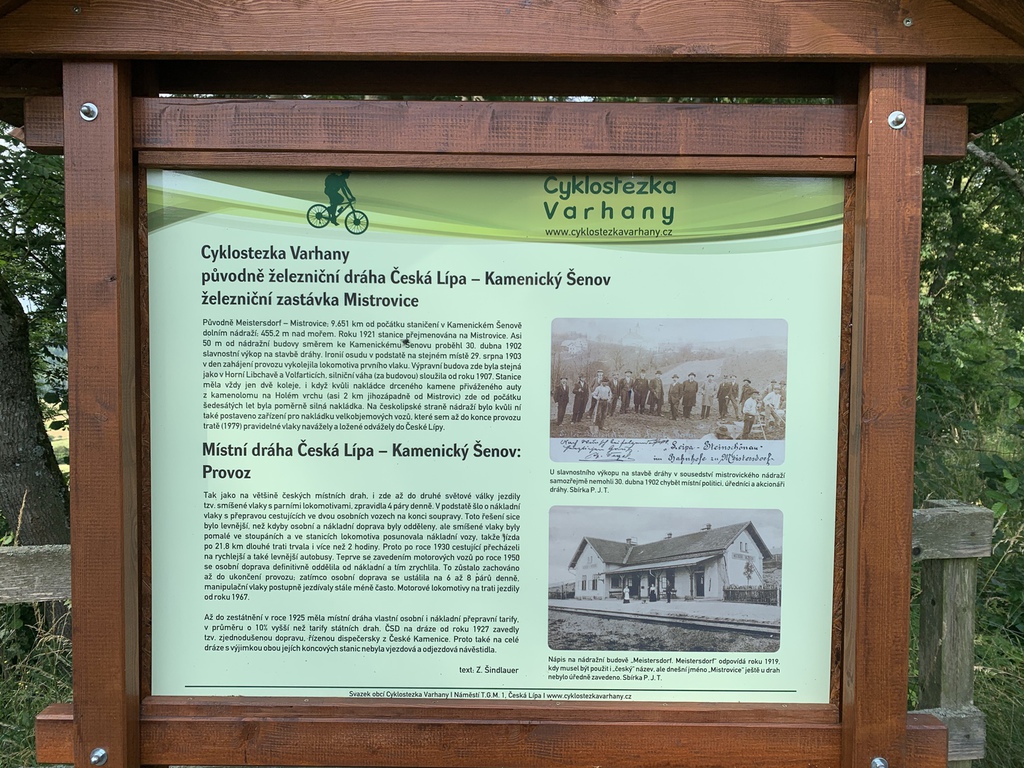 Cyklostezka
Varhany
www.cyklostezkavarhany.cz
Cyklostezka Varhany
původně železniční dráha Česká Lípa – Kamenický Šenov
železniční zastávka Mistrovice
Původně Meistersdorf – Mistrovice; 9,651 km od počátku staničení v Kamenickém Šenově
dolním nádraží; 455,2 m nad mořem. Roku 1921 stanice přejmenována na Mistrovice. Asi
50 m od nádražní budovy směrem ke Kamenickému Šenovu proběhl 30. dubna 1902
slavnostní výkop na stavbě dráhy. Ironií osudu v podstatě na stejném místě 29. srpna 1903
v den zahájení provozu vykolejila lokomotiva prvního vlaku. Výpravní budova zde byla stejná
jako v Horní Libchavě a Volfarticích, silniční váha (za budovou) sloužila od roku 1907. Stanice
měla vždy jen dvě koleje, i když kvůli nakládce drceného kamene přiváženého auty
z kamenolomu na Holém vrchu (asi 2 km jihozápadně od Mistrovic) zde od počátku
šedesátých let byla poměrně silná nakládka. Na českolipské straně nádraží bylo kvůli ní
také postaveno zařízení pro nakládku velkobjemových vozů, které sem až do konce provozu
tratě (1979) pravidelné vlaky navážely a ložené odvážely do České Lípy.
Místní dráha Česká Lípa – Kamenický Šenov:
Provoz
Tak jako na většině českých místních drah, i zde až do druhé světové války jezdily
tzv. smíšené vlaky s parními lokomotivami, zpravidla 4 páry denně. V podstatě šlo o nákladní
vlaky s přepravou cestujících ve dvou osobních vozech na konci soupravy. Toto řešení sice
bylo levnější, než kdyby osobní a nákladní doprava byly odděleny, ale smíšené vlaky byly
pomalé ve stoupáních a ve stanicích lokomotiva posunovala nákladní vozy, takže jízda
po 21,8 km dlouhé trati trvala i více než 2 hodiny. Proto po roce 1930 cestující přecházeli
na rychlejší a také levnější autobusy. Teprve se zavedením motorových vozů po roce 1950
se osobní doprava definitivně oddělila od nákladní a tím zrychlila. To zůstalo zachováno
až do ukončení provozu; zatímco osobní doprava se ustálila na 6 až 8 párů denně,
manipulační vlaky postupně jezdívaly stále méně často. Motorové lokomotivy na trati jezdily
od roku 1967.
Až do zestátnění v roce 1925 měla místní dráha vlastní osobní i nákladní přepravní tarify,
v průměru o 10% vyšší než tarify státních drah. ČSD na dráze od roku 1927 zavedly
tzv. zjednodušenou dopravu, řízenou dispečersky z České Kamenice. Proto také na celé
dráze s výjimkou obou jejích koncových stanic nebyla vjezdová a odjezdová návěstidla.
text: Z. Šindlauer
Leipa - Steinschönau
im Bahnhofe zu Meistersdorf.
U slavnostního výkopu na stavbě dráhy v sousedství mistrovického nádraží
samozřejmě nemohli 30. dubna 1902 chybět místní politici, úředníci a akcionáři
dráhy. Sbírka P. J. T.
Nápis na nádražní budově „Meistersdorf. Meistersdorf“ odpovídá roku 1919,
kdy musel být použit i „český“ název, ale dnešní jméno „Mistrovice“ ještě u drah
nebylo úředně zavedeno. Sbírka P. J. T.
Svazek obcí Cyklostezka Varhany I Náměstí T.G.M. 1, Česká Lípa I www.cyklostezkavarhany.cz